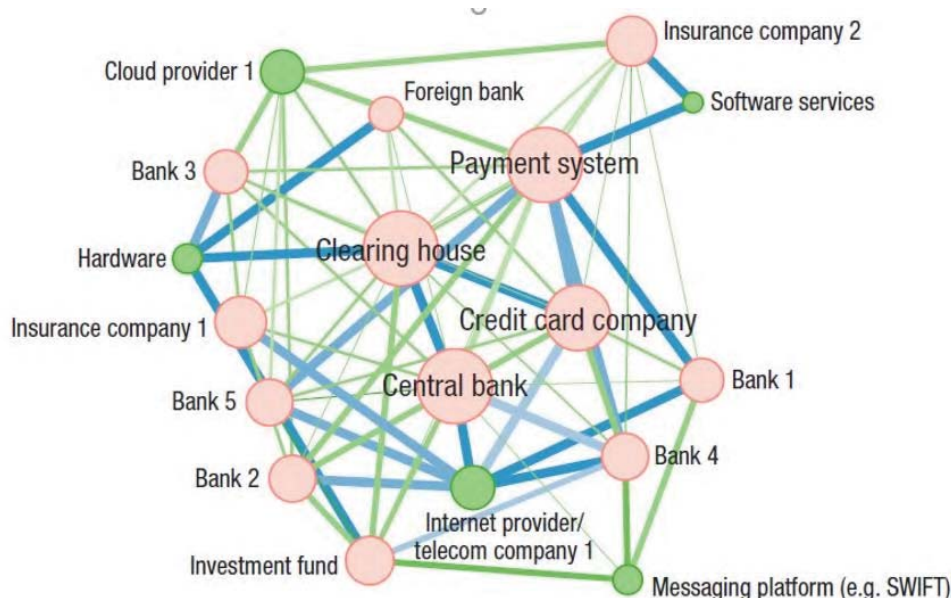 Insurance company 2
Cloud provider 1
Foreign bank
Software services
Payment system
Bank 3
Clearing house
Hardware
Insurance company 1
Credit card company
Central bank
Bank 1
Bank 5
Bank 4
Bank 2
Internet provider/
telecom company 1
Investment fund
Messaging platform (e.g. SWIFT)